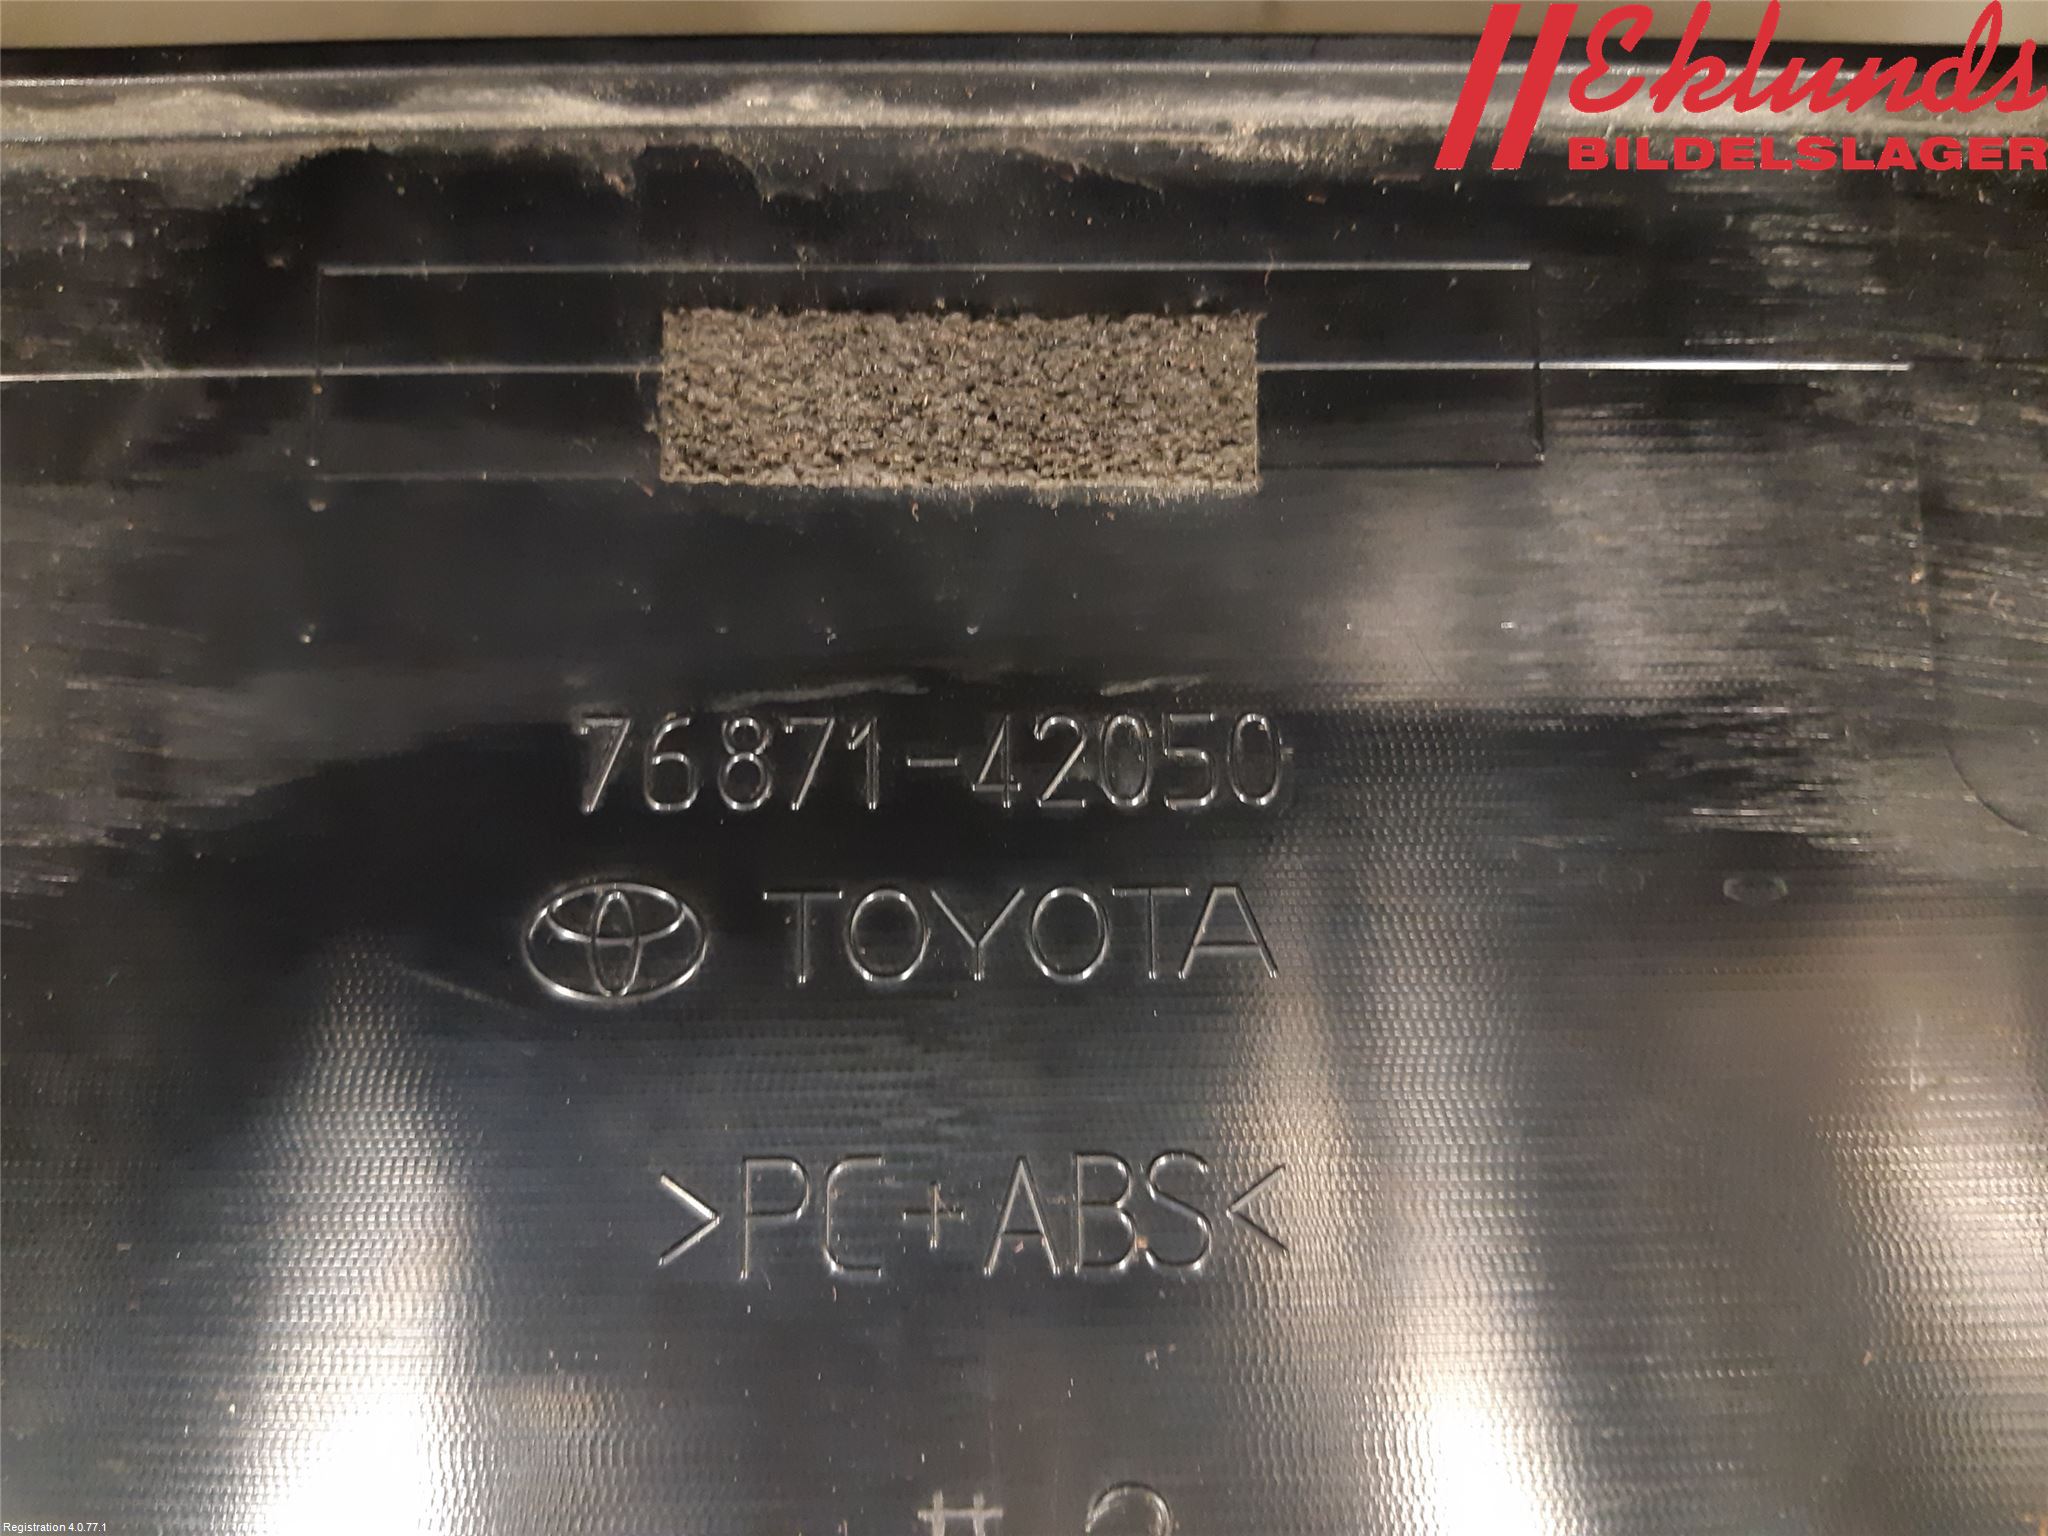 Eklunds
BILDELSLAGER
76871-42050
TOYOTA
>PC+ABS<
Registration 4.0.77.1